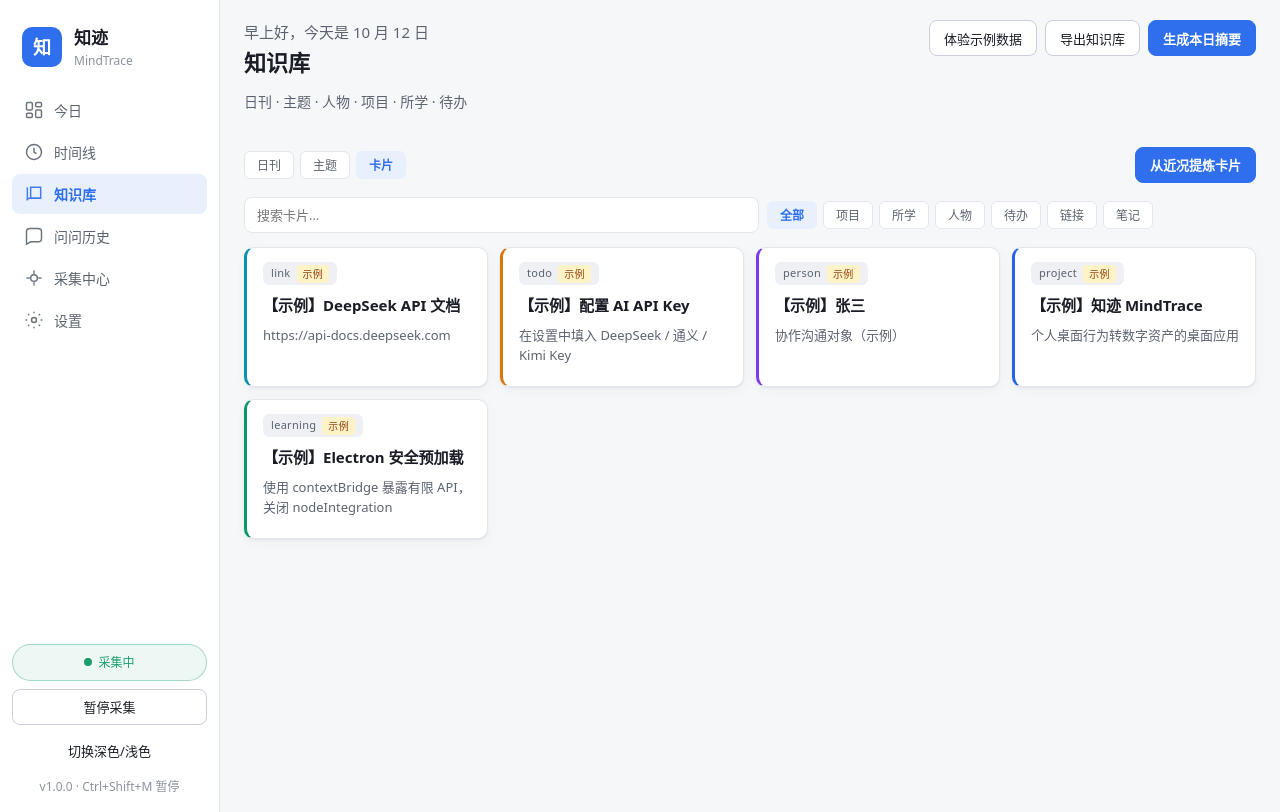 知
知迹
MindTrace
今日
时间线
知识库
问问历史
采集中心
设置
采集中
暂停采集
切换深色/浅色
v1.0.0 · Ctrl+Shift+M 暂停
早上好，今天是 10 月 12 日
知识库
日刊 · 主题 · 人物 · 项目 · 所学 · 待办
体验示例数据
导出知识库
生成本日摘要
日刊
主题
卡片
从近况提炼卡片
搜索卡片...
全部
项目
所学
人物
待办
链接
笔记
link 示例
【示例】DeepSeek API 文档
https://api-docs.deepseek.com
todo 示例
【示例】配置 AI API Key
在设置中填入 DeepSeek / 通义 /
Kimi Key
person 示例
【示例】张三
协作沟通对象（示例）
project 示例
【示例】知迹 MindTrace
个人桌面行为转数字资产的桌面应用
learning 示例
【示例】Electron 安全预加载
使用 contextBridge 暴露有限 API，
关闭 nodeIntegration